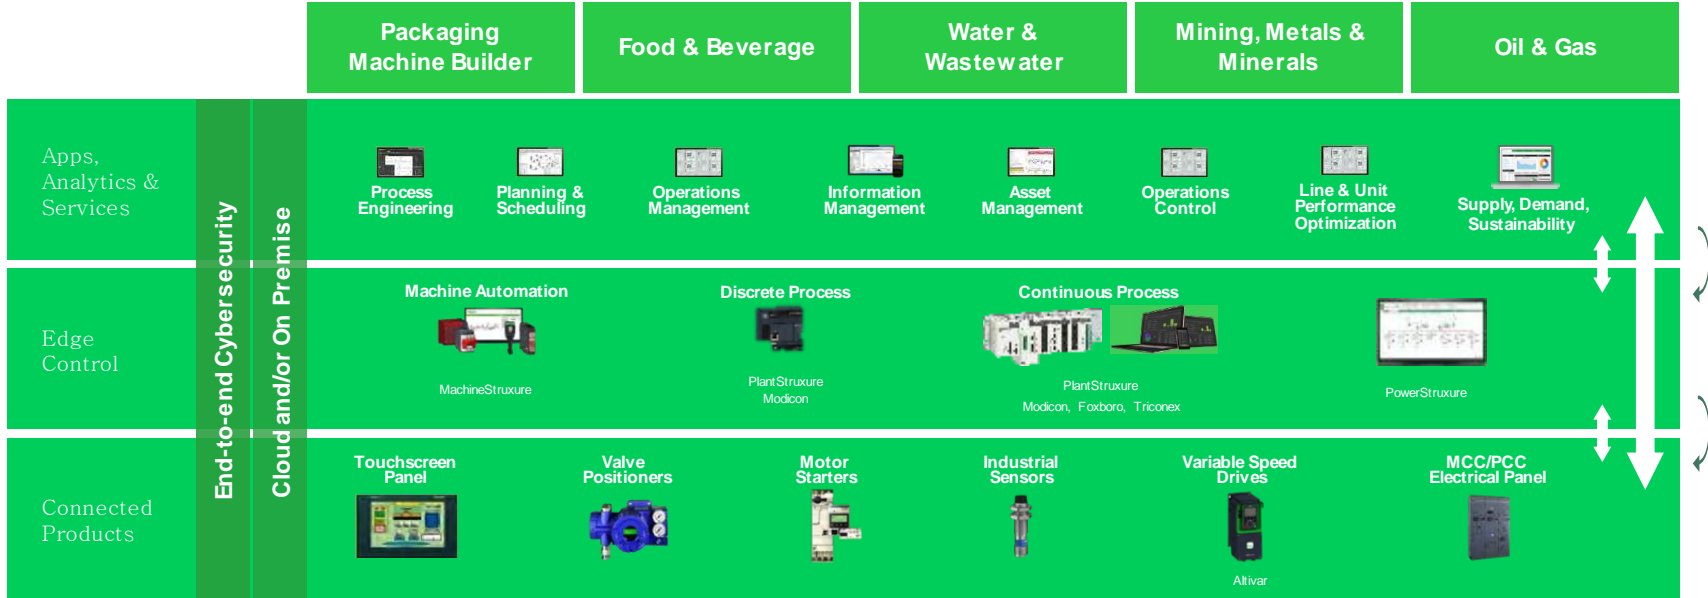 Packaging
Machine Builder
Food & Beverage
Water &
Wastewater
Mining, Metals &
Minerals
Oil & Gas
Apps,
Analytics &
Services
End-to-end Cybersecurity
Cloud and/or On Premise
Process
Engineering
Planning &
Scheduling
Operations
Management
Information
Management
Asset
Management
Operations
Control
Line & Unit
Performance
Optimization
Supply, Demand,
Sustainability
Edge
Control
Machine Automation
MachineStruxure
Discrete Process
PlantStruxure
Modicon
Continuous Process
PlantStruxure
Modicon, Foxboro, Triconex
PowerStruxure
Connected
Products
Touchscreen
Panel
Valve
Positioners
Motor
Starters
Industrial
Sensors
Variable Speed
Drives
Altivar
MCC/PCC
Electrical Panel